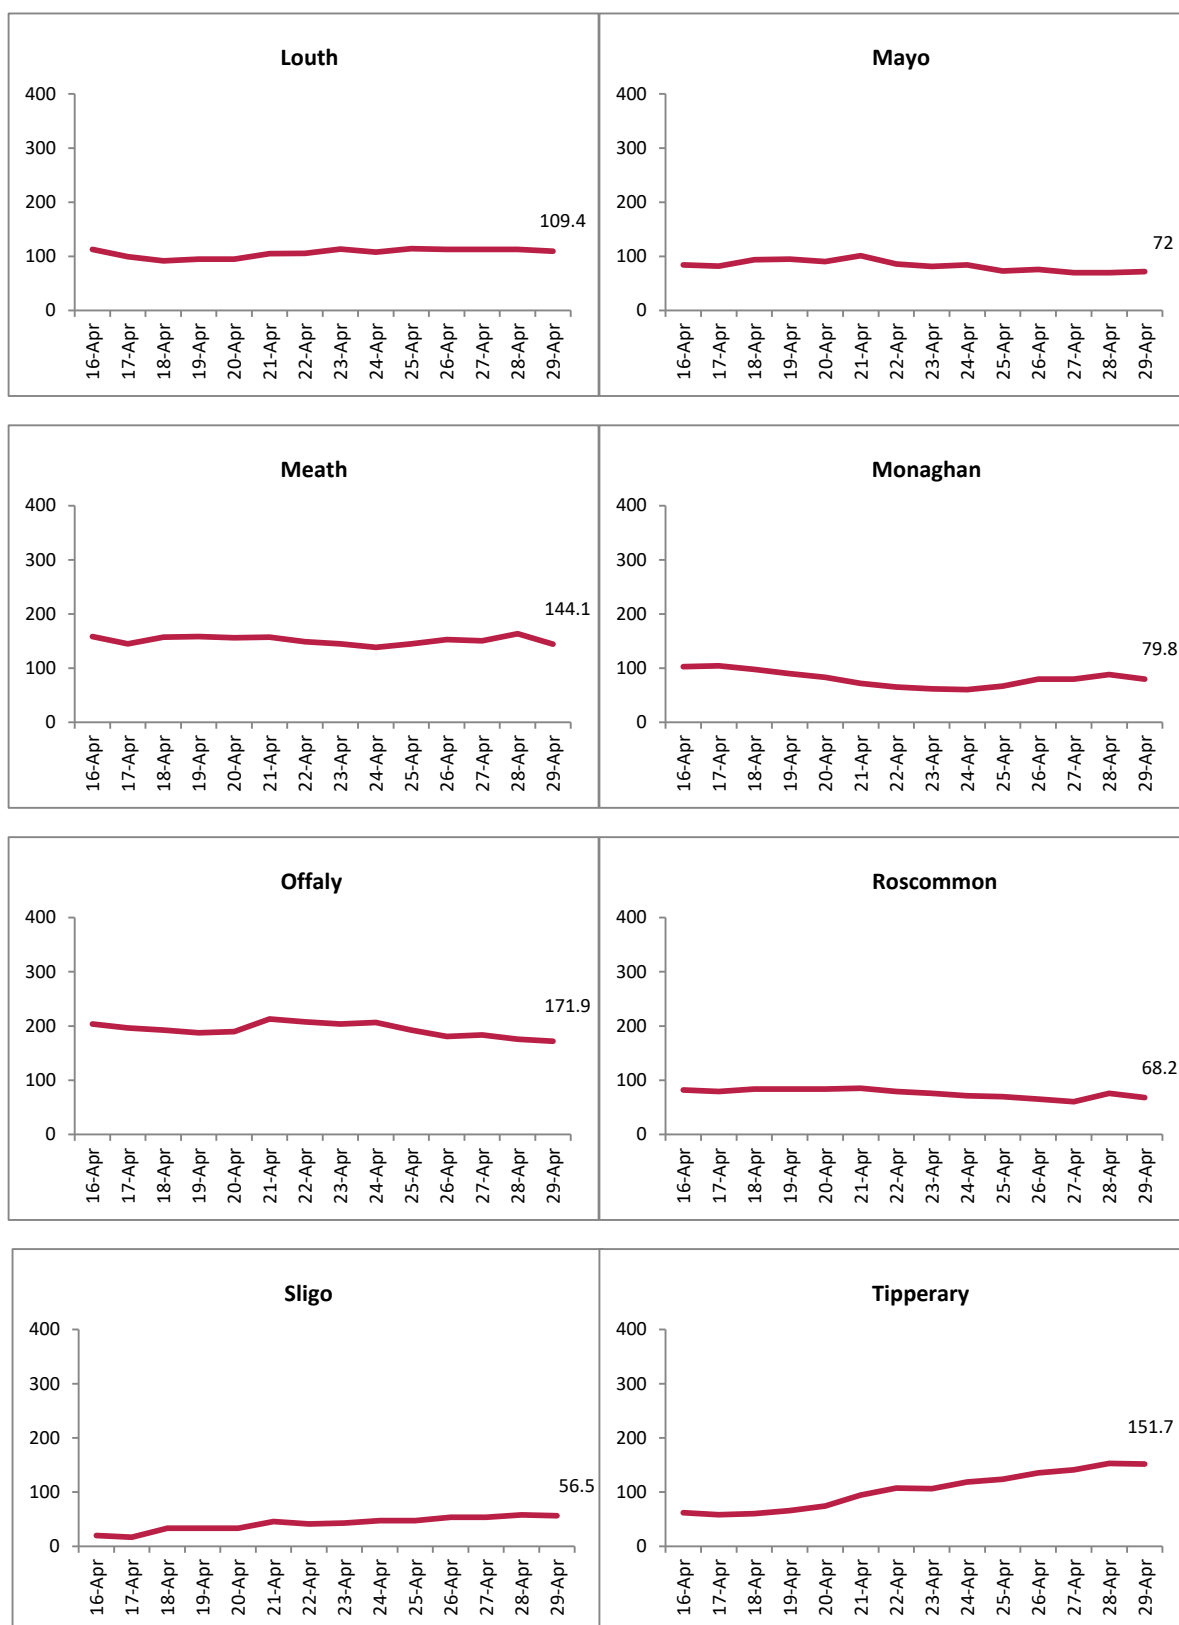 Louth
400
300
200
100
0
109.4
16-Apr
17-Apr
18-Apr
19-Apr
20-Apr
21-Apr
22-Apr
23-Apr
24-Apr
25-Apr
26-Apr
27-Apr
28-Apr
29-Apr
Mayo
400
300
200
100
0
72
16-Apr
17-Apr
18-Apr
19-Apr
20-Apr
21-Apr
22-Apr
23-Apr
24-Apr
25-Apr
26-Apr
27-Apr
28-Apr
29-Apr
Meath
400
300
200
100
0
144.1
16-Apr
17-Apr
18-Apr
19-Apr
20-Apr
21-Apr
22-Apr
23-Apr
24-Apr
25-Apr
26-Apr
27-Apr
28-Apr
29-Apr
Monaghan
400
300
200
100
0
79.8
16-Apr
17-Apr
18-Apr
19-Apr
20-Apr
21-Apr
22-Apr
23-Apr
24-Apr
25-Apr
26-Apr
27-Apr
28-Apr
29-Apr
Offaly
400
300
200
100
0
171.9
16-Apr
17-Apr
18-Apr
19-Apr
20-Apr
21-Apr
22-Apr
23-Apr
24-Apr
25-Apr
26-Apr
27-Apr
28-Apr
29-Apr
Roscommon
400
300
200
100
0
68.2
16-Apr
17-Apr
18-Apr
19-Apr
20-Apr
21-Apr
22-Apr
23-Apr
24-Apr
25-Apr
26-Apr
27-Apr
28-Apr
29-Apr
Sligo
400
300
200
100
0
56.5
16-Apr
17-Apr
18-Apr
19-Apr
20-Apr
21-Apr
22-Apr
23-Apr
24-Apr
25-Apr
26-Apr
27-Apr
28-Apr
29-Apr
Tipperary
400
300
200
100
0
151.7
16-Apr
17-Apr
18-Apr
19-Apr
20-Apr
21-Apr
22-Apr
23-Apr
24-Apr
25-Apr
26-Apr
27-Apr
28-Apr
29-Apr